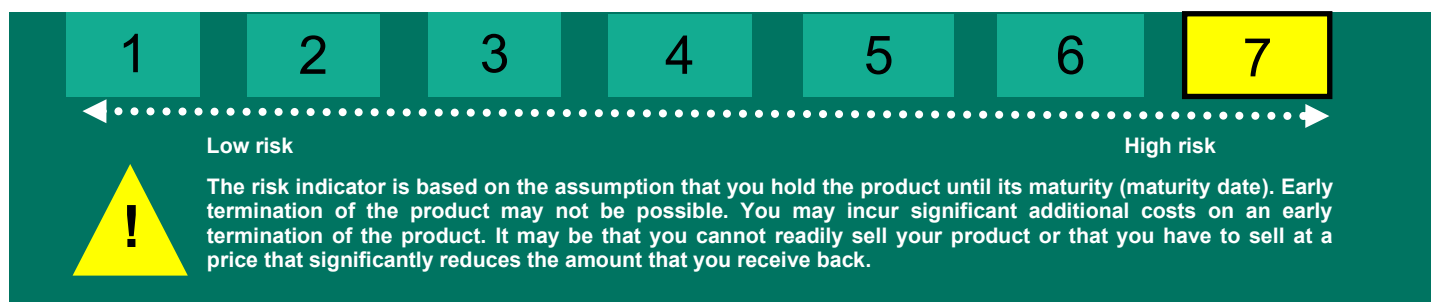 1 2 3 4 5 6 7
Low risk High risk
The risk indicator is based on the assumption that you hold the product until its maturity (maturity date). Early
termination of the product may not be possible. You may incur significant additional costs on an early
termination of the product. It may be that you cannot readily sell your product or that you have to sell at a
price that significantly reduces the amount that you receive back.
!